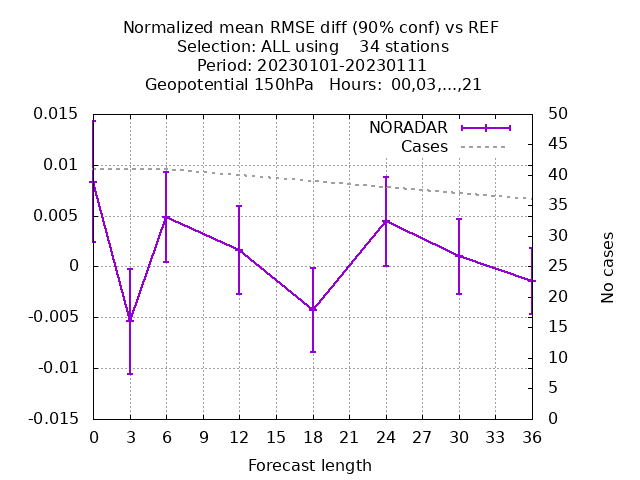 Normalized mean RMSE diff (90% conf) vs REF
Selection: ALL using    34 stations
Period: 20230101-20230111
Geopotential 150hPa   Hours: 00,03,...,21
NORADAR
Cases
0.015
0.01
0.005
0
-0.005
-0.01
-0.015
50
45
40
35
30
25
20
15
10
5
0
No cases
0 3 6 9 12 15 18 21 24 27 30 33 36
Forecast length